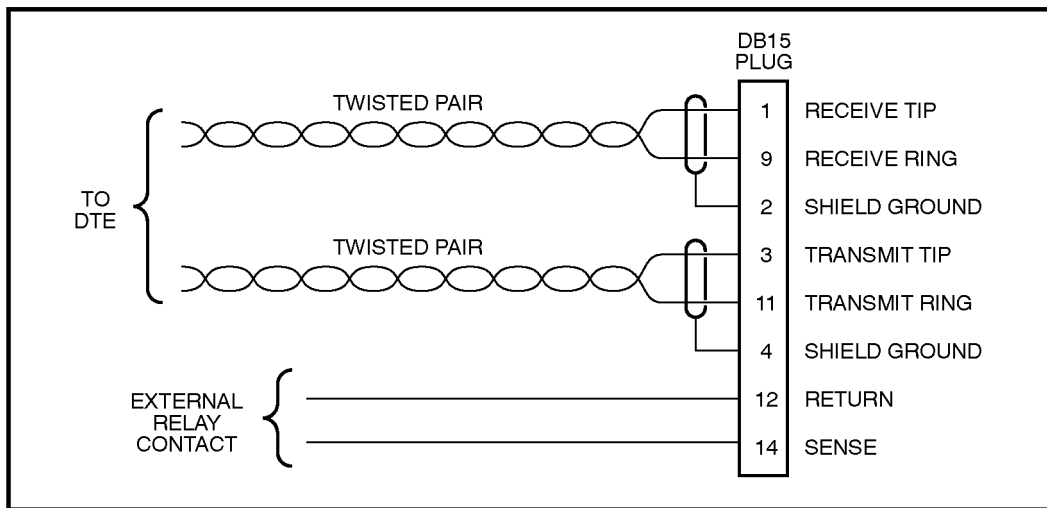 DB15
PLUG
TWISTED PAIR
1 RECEIVE TIP
9 RECEIVE RING
TO
DTE
2 SHIELD GROUND
TWISTED PAIR
3 TRANSMIT TIP
11 TRANSMIT RING
4 SHIELD GROUND
EXTERNAL
RELAY
CONTACT
12 RETURN
14 SENSE